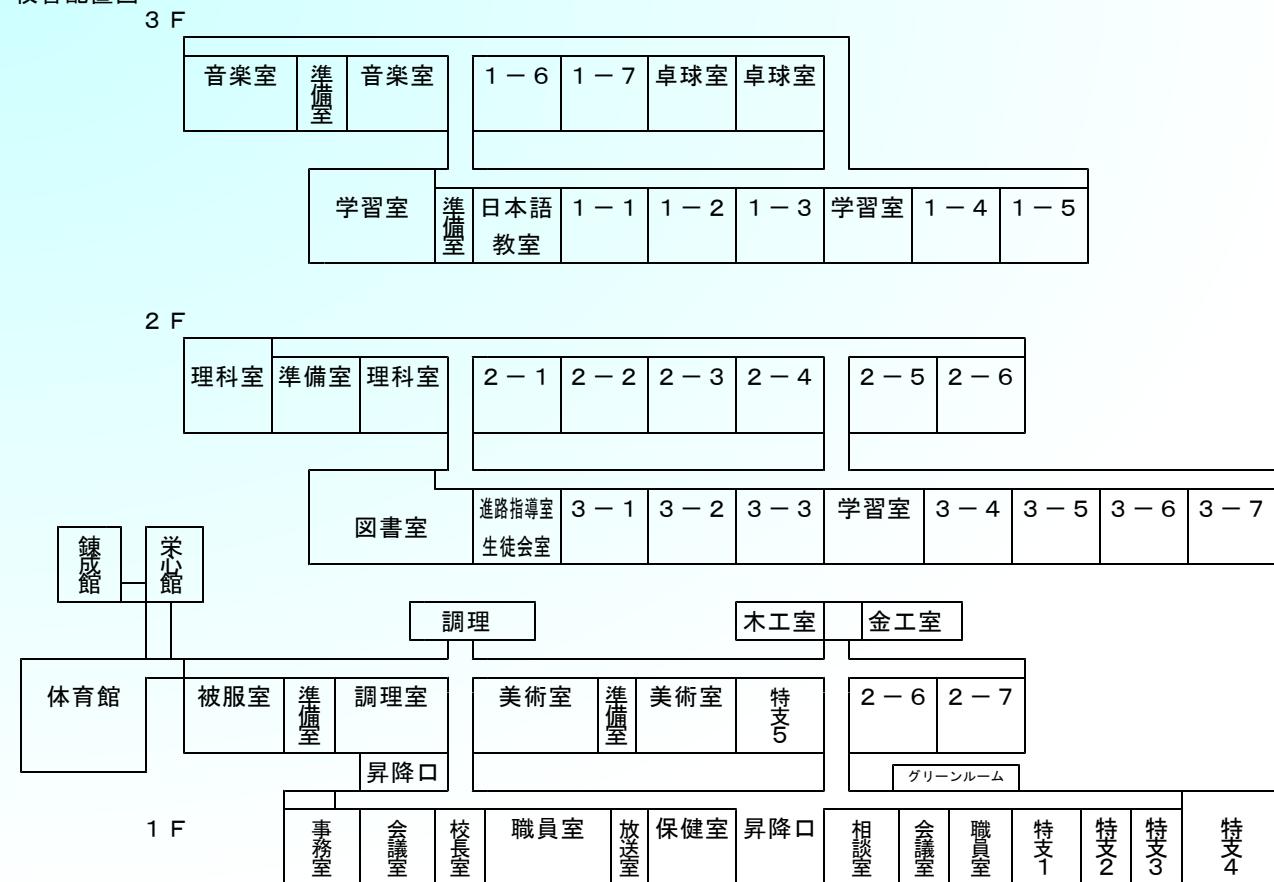 ３Ｆ
音楽室 準備室 音楽室 １－６ １－７ 卓球室 卓球室
学習室 準備室 日本語教室 １－１ １－２ １－３ 学習室 １－４ １－５
２Ｆ
理科室 準備室 理科室 ２－１ ２－２ ２－３ ２－４ ２－５ ２－６
図書室 進路指導室 生徒会室 ３－１ ３－２ ３－３ 学習室 ３－４ ３－５ ３－６ ３－７
錬成館 栄心館
調理 木工室 金工室
体育館 被服室 準備室 調理室 美術室 準備室 美術室 特支５ ２－６ ２－７
昇降口 グリーンルーム
１Ｆ
事務室 会議室 校長室 職員室 放送室 保健室 昇降口 相談室 会議室 職員室 特支１ 特支２ 特支３ 特支４